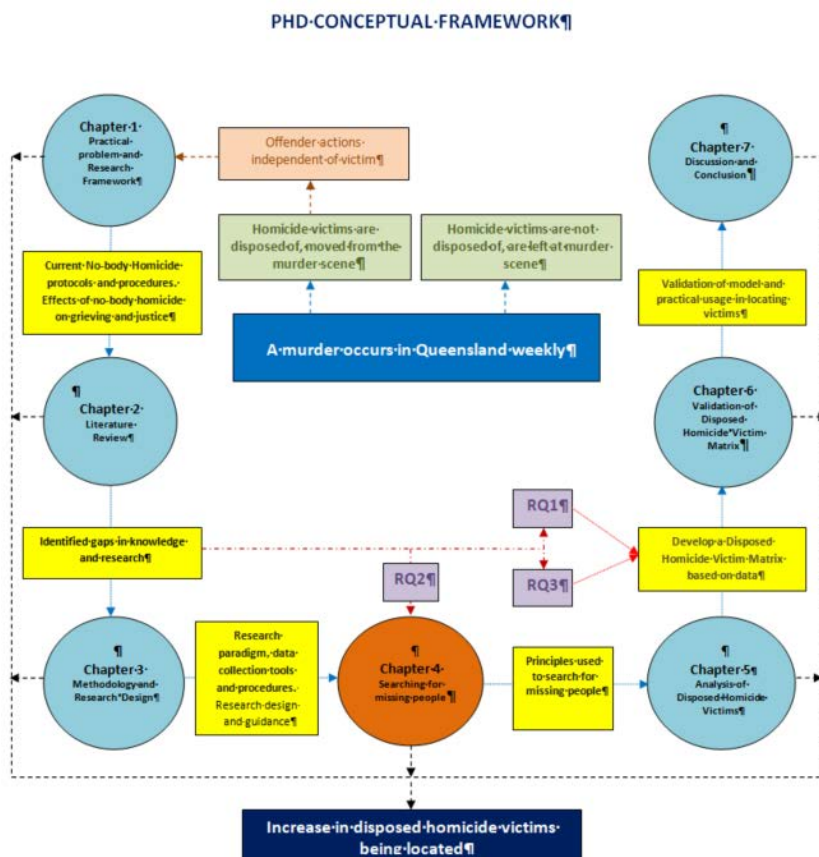 PHD·CONCEPTUAL·FRAMEWORK¶
Chapter·1·
Practical·
problem·and·
Research·
Framework¶
Offender·actions·
independent·of·victim¶
¶
Chapter·7·
Discussion·and·
Conclusion¶
Homicide·victims·are·
disposed·of,·moved·from·the·
murder·scene¶
Homicide·victims·are·not·
disposed·of,·are·left·at·murder·
scene¶
Current·No-body·Homicide·
protocols·and·procedures.·
Effects·of·no-body·homicide·
on·grieving·and·justice¶
Validation·of·model·and·
practical·usage·in·locating·
victims¶
A·murder·occurs·in·Queensland·weekly¶
¶
Chapter·2·
Literature·
Review¶
Chapter·6·
Validation·of·
Disposed·
Homicide°Victim·
Matrix¶
RQ1¶
Identified·gaps·in·knowledge·
and·research¶
Develop·a·Disposed·
Homicide·Victim·Matrix·
based·on·data¶
RQ2¶
RQ3¶
¶
Chapter·3·
Methodology·and·
Research°Design¶
Research·
paradigm,·data·
collection·tools·
and·procedures.·
Research·design·
and·guidance¶
¶
Chapter·4·
Searching·for·
missing·people¶
Principles·used·
to·search·for·
missing·people¶
¶
Chapter·5¶
Analysis·of·
Disposed·Homicide·
Victims¶
Increase·in·disposed·homicide·victims·
being·located¶